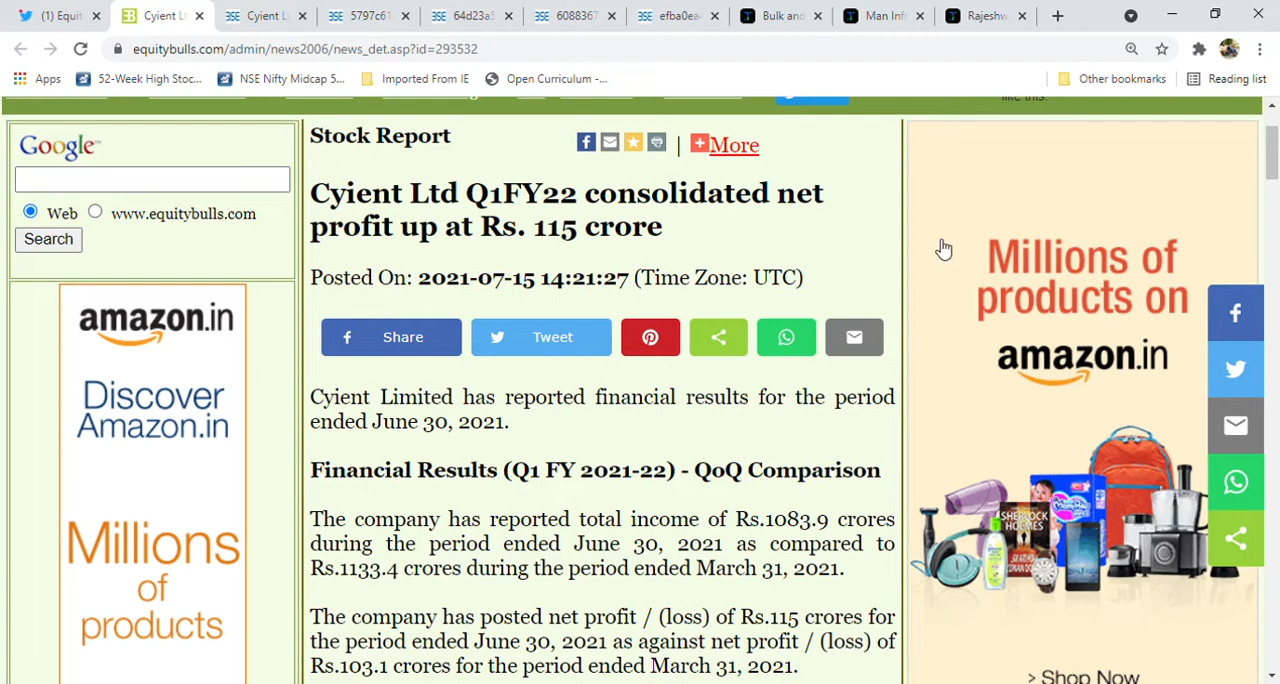 (1) Equi
Cyient Lt
Cyient L
5797c61
64d23a5
6088367
efba0ea
Bulk and
Man Infr
Rajeshw
equitybulls.com/admin/news2006/news_det.asp?id=293532
Apps
52-Week High Stoc...
NSE Nifty Midcap 5...
Imported From IE
Open Curriculum -...
Other bookmarks
Reading list
Google
Web
www.equitybulls.com
Search
amazon.in
Discover
Amazon.in
Millions
of
products
Stock Report
| More
Cyient Ltd Q1FY22 consolidated net
profit up at Rs. 115 crore
Posted On: 2021-07-15 14:21:27 (Time Zone: UTC)
Share
Tweet
Cyient Limited has reported financial results for the period
ended June 30, 2021.
Financial Results (Q1 FY 2021-22) - QoQ Comparison
The company has reported total income of Rs.1083.9 crores
during the period ended June 30, 2021 as compared to
Rs.1133.4 crores during the period ended March 31, 2021.
The company has posted net profit / (loss) of Rs.115 crores for
the period ended June 30, 2021 as against net profit / (loss) of
Rs.103.1 crores for the period ended March 31, 2021.
like this.
Millions of
products on
amazon.in
SHERLOCK
HOLMES
> Shop Now